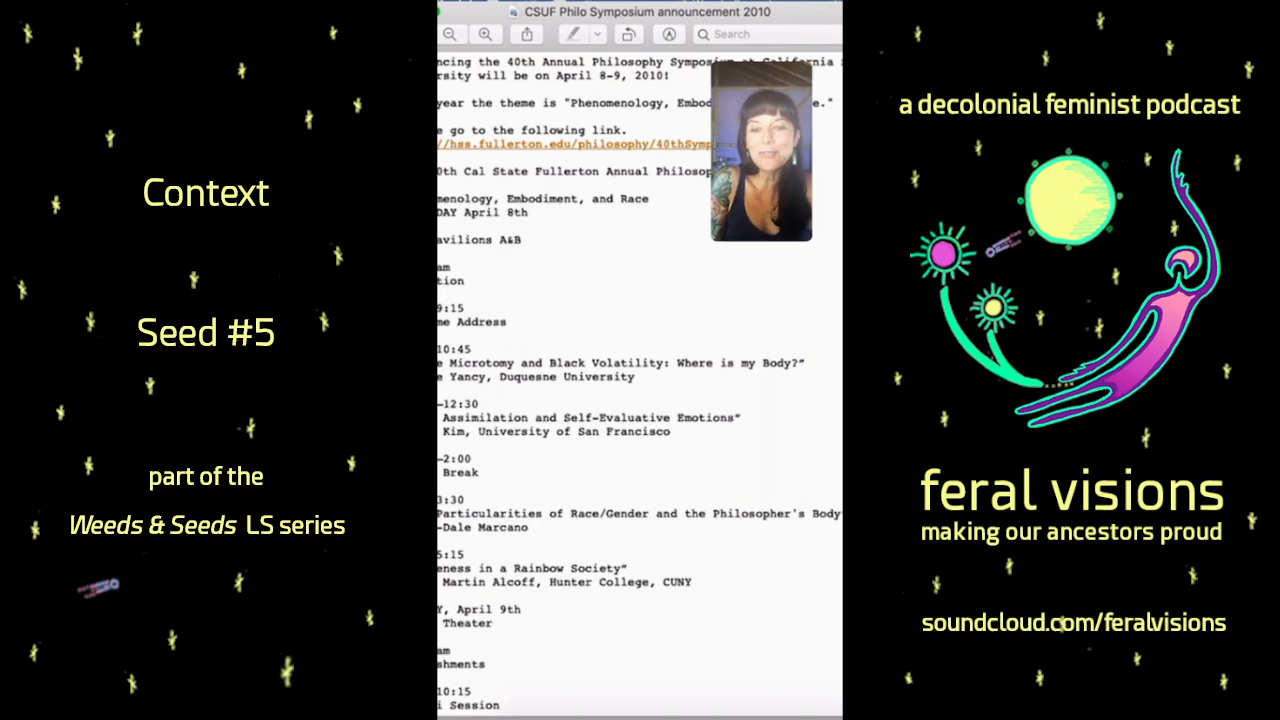 Context
Seed #5
part of the
Weeds & Seeds LS series
CSUF Philo Symposium announcement 2010
Search
ncing the 40th Annual Philosophy Symposium at California
rsity will be on April 8-9, 2010!
year the theme is "Phenomenology, Embod e."
e go to the following link.
//hss.fullerton.edu/philosophy/40thSymp
0th Cal State Fullerton Annual Philosop
menology, Embodiment, and Race
DAY April 8th
avilions A&B
am
tion
9:15
me Address
10:45
e Microtomy and Black Volatility: Where is my Body?”
e Yancy, Duquesne University
-12:30
Assimilation and Self-Evaluative Emotions”
Kim, University of San Francisco
-2:00
Break
3:30
Particularities of Race/Gender and the Philosopher's Body
-Dale Marcano
5:15
eness in a Rainbow Society”
Martin Alcoff, Hunter College, CUNY
Y, April 9th
Theater
am
shments
10:15
i Session
a decolonial feminist podcast
feral visions
making our ancestors proud
soundcloud.com/feralvisions